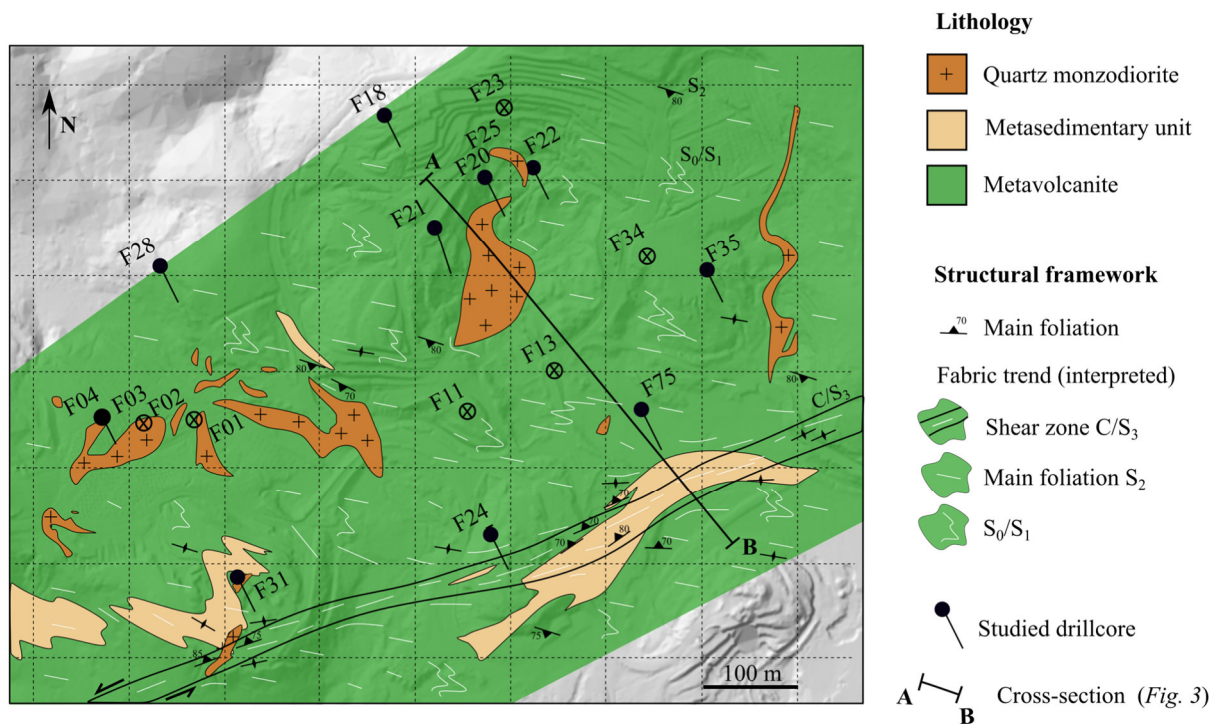 Lithology
Quartz monzodiorite
Metasedimentary unit
Metavolcanite
Structural framework
70
Main foliation
Fabric trend (interpreted)
Shear zone C/S3
Main foliation S2
S0/S1
Studied drillcore
A
B
Cross-section (Fig. 3)
N
F18
F23
S2
80
F25
F22
F20
S0/S1
A
F21
F34
F35
F28
80
80
70
F13
80
F75
C/S3
F04
F03
F02
F01
F11
70
F24
70
70
80
70
B
F31
75
75
85
100 m